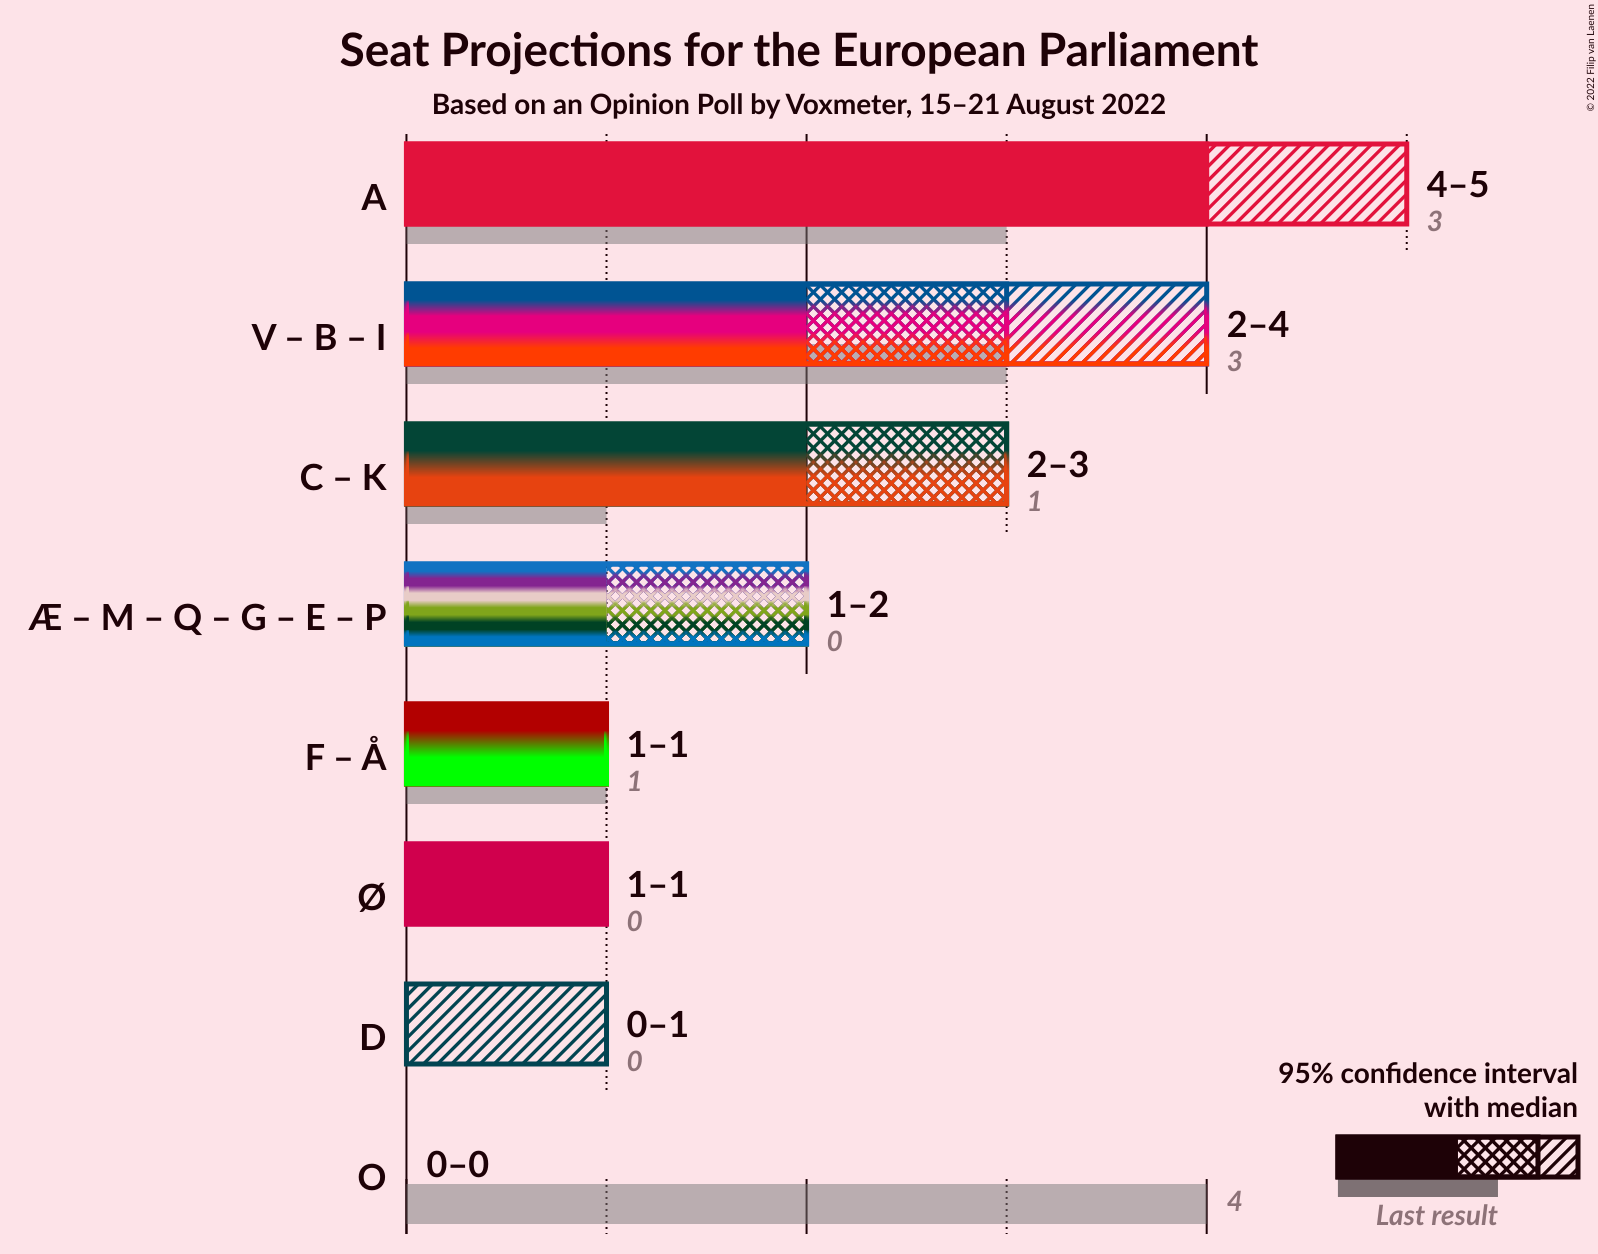 Seat Projections for the European Parliament
Based on an Opinion Poll by Voxmeter, 15–21 August 2022
© 2022 Filip van Laenen
A
4–5
3
V – B – I
2–4
3
C – K
2–3
1
Æ – M – Q – G – E – P
1–2
0
F – Å
1–1
1
Ø
1–1
0
D
0–1
0
O
0–0
4
95% confidence interval
with median
Last result